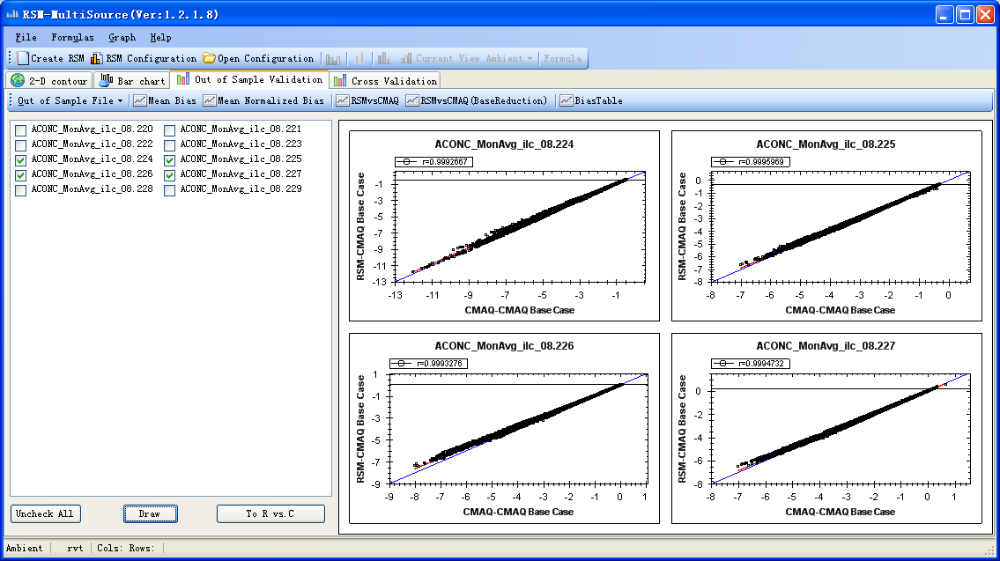 RSM-MultiSource(Ver:1.2.1.8)
File Formulas Graph Help
Create RSM RSM Configuration Open Configuration Current View Ambient Formula
2-D contour Bar chart Out of Sample Validation Cross Validation
Out of Sample File Mean Bias Mean Normalized Bias RSMvsCMAQ RSMvsCMAQ(BaseReduction) BiasTable
ACONC_MonAvg_ilc_08.220 ACONC_MonAvg_ilc_08.221
ACONC_MonAvg_ilc_08.222 ACONC_MonAvg_ilc_08.223
ACONC_MonAvg_ilc_08.224 ACONC_MonAvg_ilc_08.225
ACONC_MonAvg_ilc_08.226 ACONC_MonAvg_ilc_08.227
ACONC_MonAvg_ilc_08.228 ACONC_MonAvg_ilc_08.229
Uncheck All Draw To R vs.C
ACONC_MonAvg_ilc_08.224
r=0.9992667
RSM-CMAQ Base Case
-1
-3
-5
-7
-9
-11
-13
-13 -11 -9 -7 -5 -3 -1
CMAQ-CMAQ Base Case
ACONC_MonAvg_ilc_08.225
r=0.9995969
RSM-CMAQ Base Case
0
-1
-2
-3
-4
-5
-6
-7
-8
-8 -7 -6 -5 -4 -3 -2 -1 0
CMAQ-CMAQ Base Case
ACONC_MonAvg_ilc_08.226
r=0.9993276
RSM-CMAQ Base Case
1
-1
-3
-5
-7
-9
-9 -8 -7 -6 -5 -4 -3 -2 -1 0 1
CMAQ-CMAQ Base Case
ACONC_MonAvg_ilc_08.227
r=0.9994732
RSM-CMAQ Base Case
0
-2
-4
-6
-8
-8 -7 -6 -5 -4 -3 -2 -1 0 1
CMAQ-CMAQ Base Case
Ambient rvt Cols: Rows: